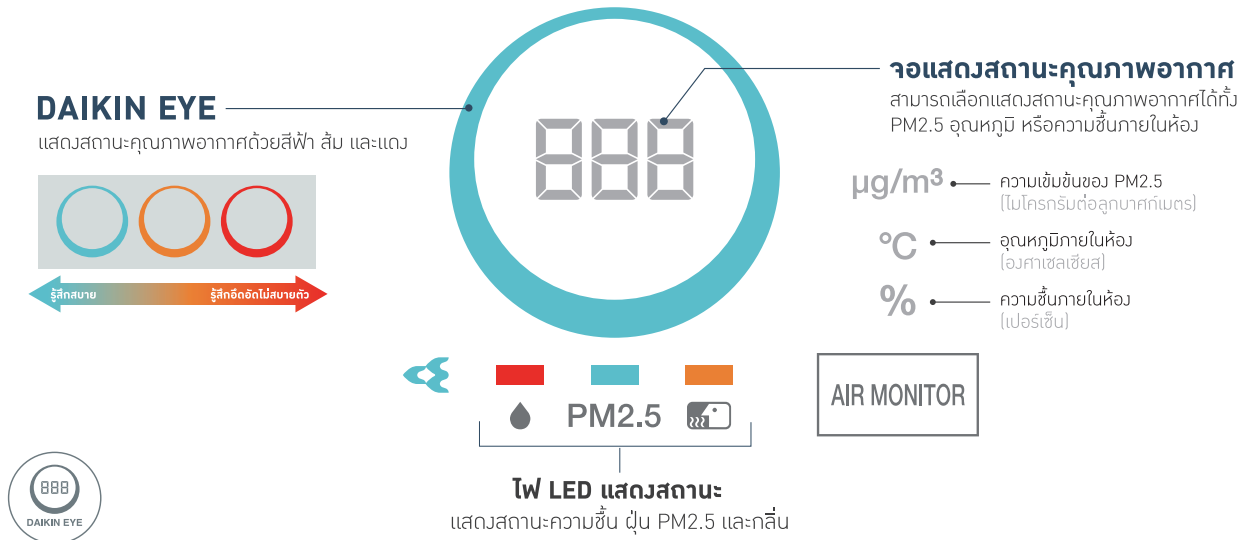 DAIKIN EYE
แสดงสถานะคุณภาพอากาศด้วยสีฟ้า ส้ม และแดง
รู้สึกสบาย
รู้สึกอึดอัดไม่สบายตัว
888
จอแสดงสถานะคุณภาพอากาศ
สามารถเลือกแสดงสถานะคุณภาพอากาศได้ทั้ง
PM2.5 อุณหภูมิ หรือความชื้นภายในห้อง
µg/m³
ความเข้มข้นของ PM2.5
(ไมโครกรัมต่อลูกบาศก์เมตร)
°C
อุณหภูมิภายในห้อง
(องศาเซลเซียส)
%
ความชื้นภายในห้อง
(เปอร์เซ็น)
PM2.5
AIR MONITOR
ไฟ LED แสดงสถานะ
แสดงสถานะความชื้น ฝุ่น PM2.5 และกลิ่น
888
DAIKIN EYE